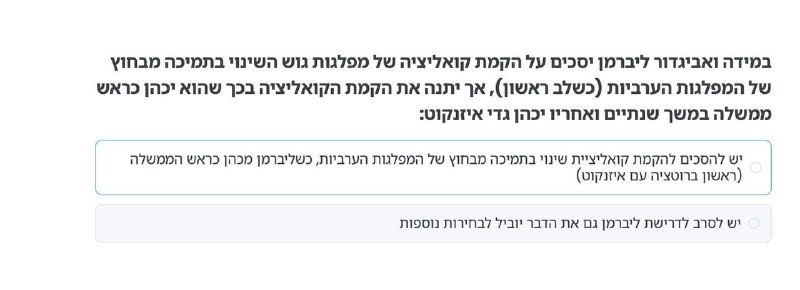 במידה ואביגדור ליברמן יסכים על הקמת קואליציה של מפלגות גוש השינוי בתמיכה מבחוץ
של המפלגות הערביות (כשלב ראשון), אך יתנה את הקמת הקואליציה בכך שהוא יכהן כראש
ממשלה במשך שנתיים ואחריו יכהן גדי איזנקוט:
יש להסכים להקמת קואליציית שינוי בתמיכה מבחוץ של המפלגות הערביות, כשליברמן מכהן כראש הממשלה
(ראשון ברוטציה עם איזנקוט)
יש לסרב לדרישת ליברמן גם את הדבר יוביל לבחירות נוספות